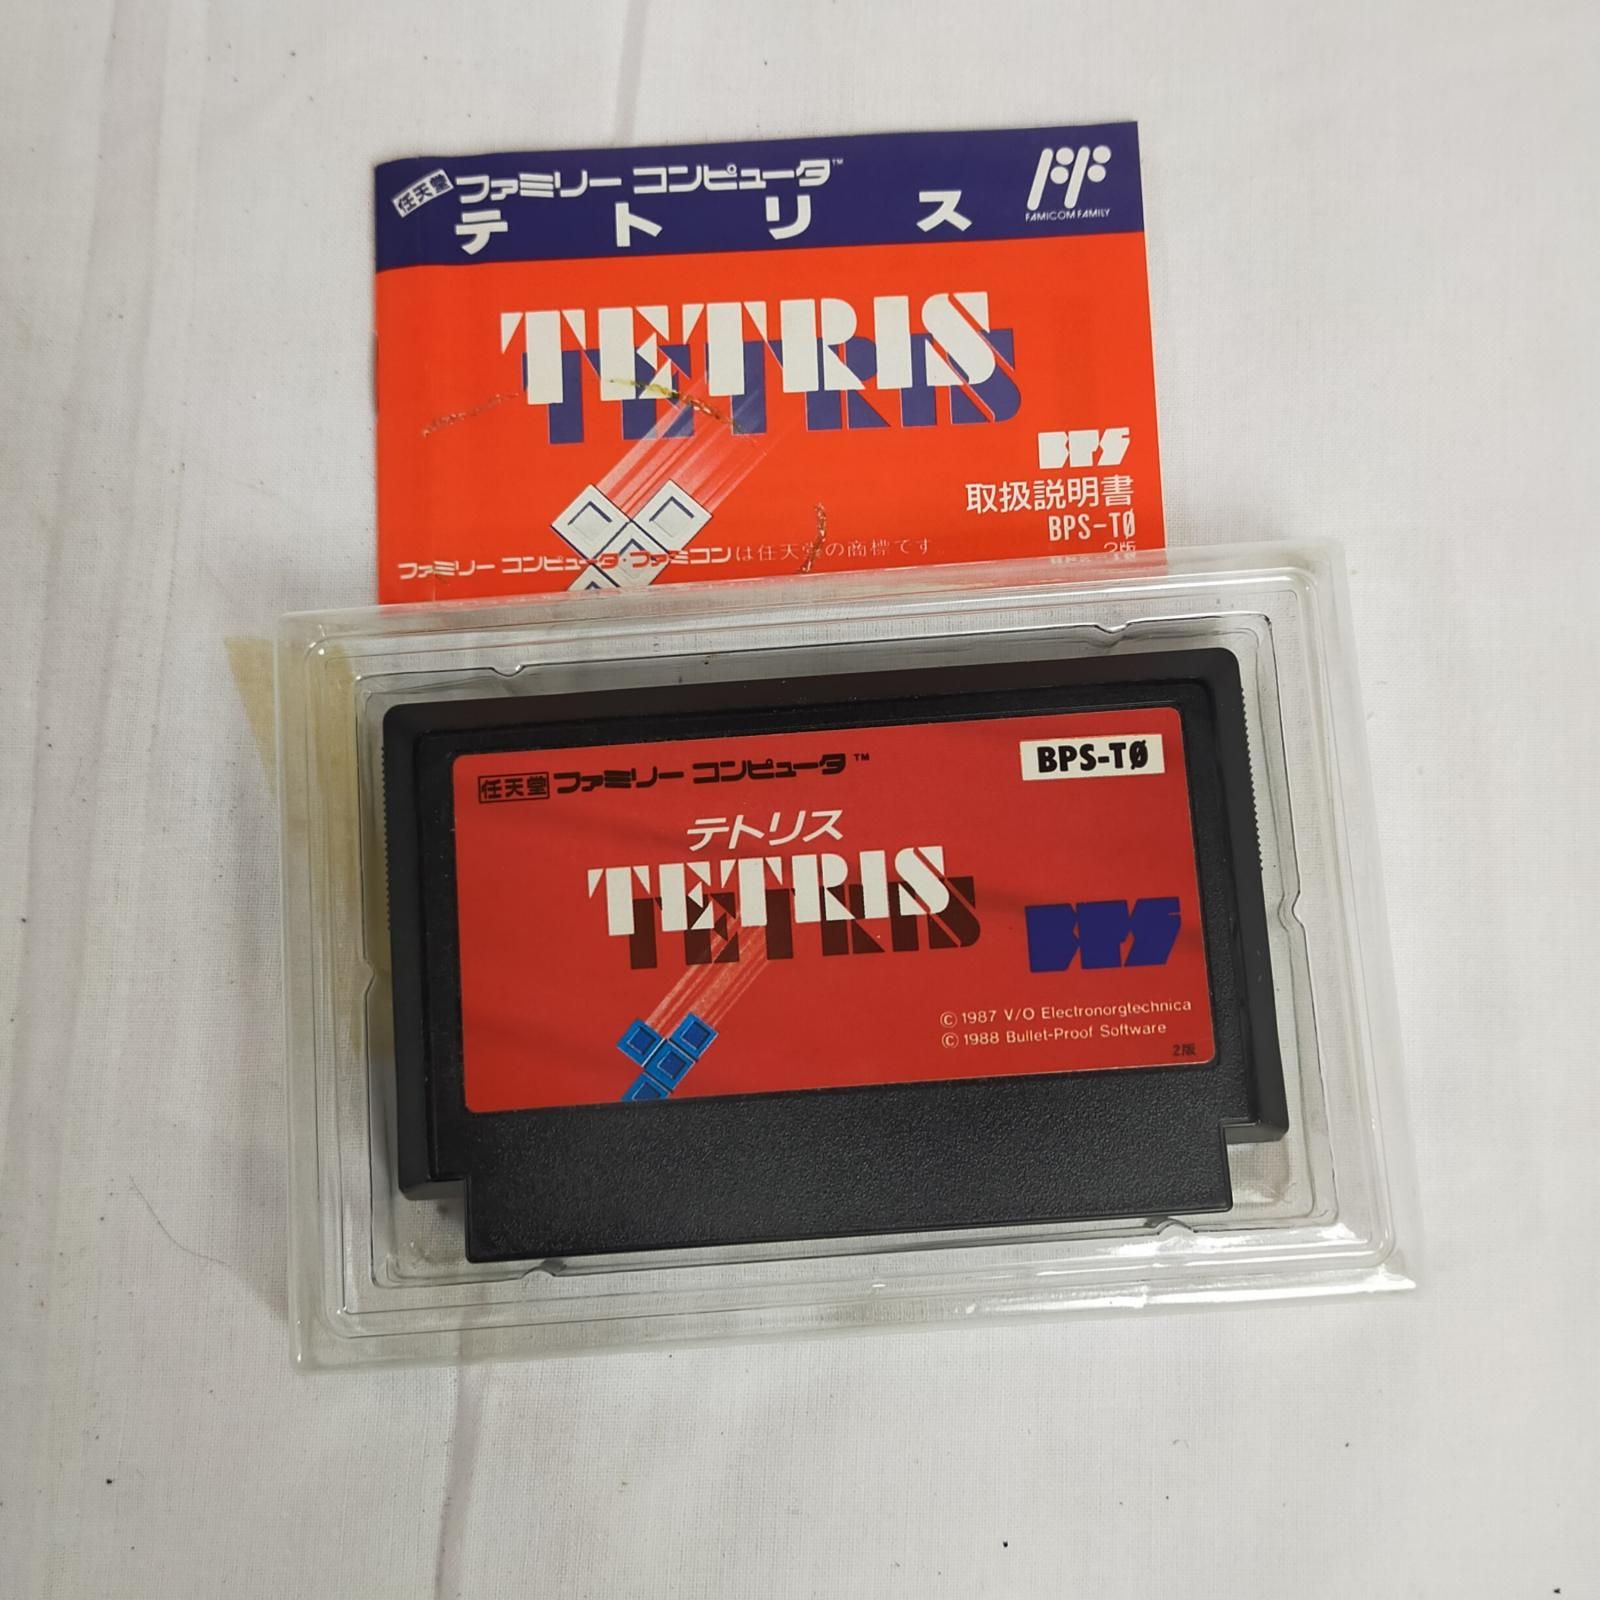 任天堂 ファミリー コンピュータ™
テトリス
FAMICOM FAMILY
TETRIS
TETRIS
BPS
取扱説明書
BPS-TØ
2版
ファミリー コンピュータ・ファミコンは任天堂の商標です。
任天堂 ファミリー コンピュータ™
BPS-TØ
テトリス
TETRIS
TETRIS
BPS
© 1987 V/O Electronorgtechnica
© 1988 Bullet-Proof Software
2版